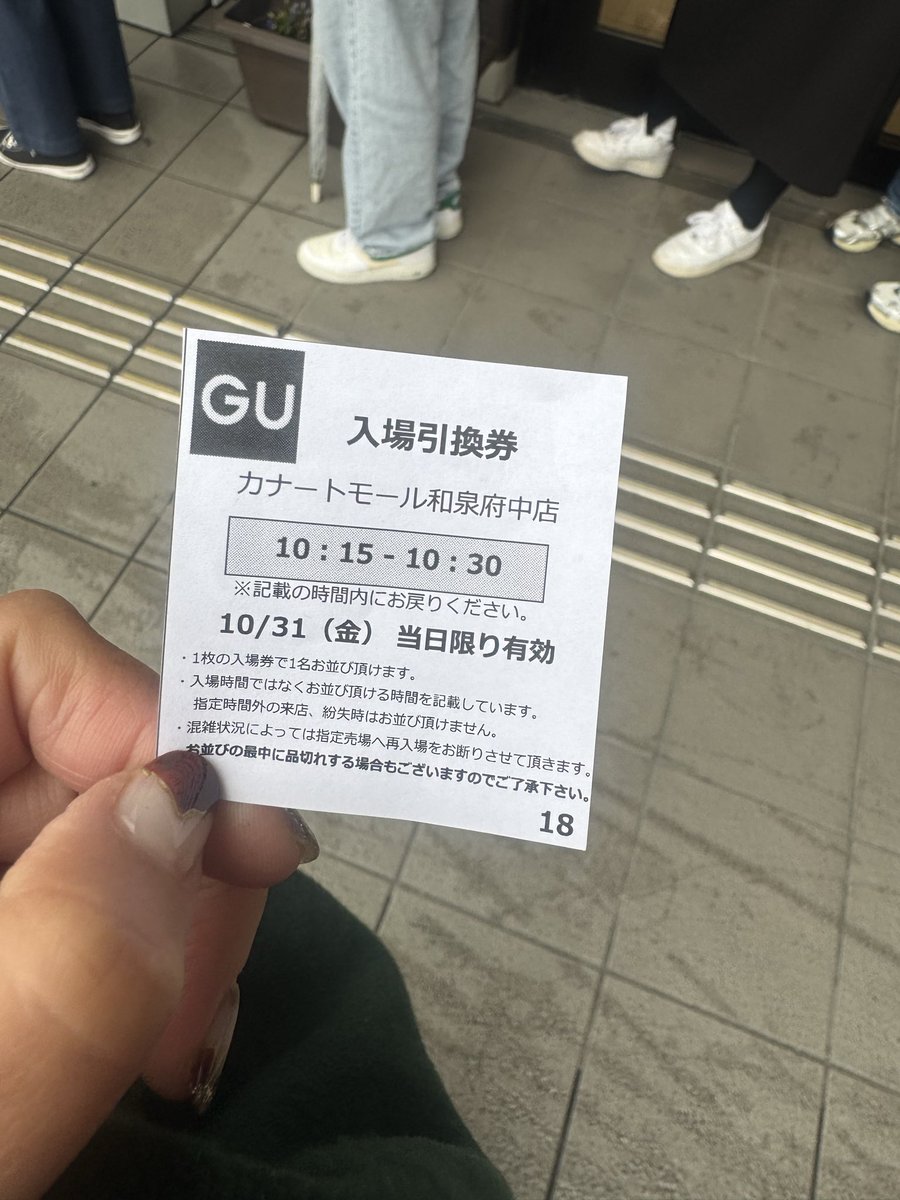 GU
入場引換券
カナートモール和泉府中店
10：15 - 10：30
※記載の時間内にお戻りください。
10/31（金） 当日限り有効
・1枚の入場券で1名お並び頂けます。
・入場時間ではなくお並び頂ける時間を記載しています。
指定時間外の来店、紛失時はお並び頂けません。
・混雑状況によっては指定売場へ再入場をお断りさせて頂きます。
お並びの最中に品切れする場合もございますのでご了承下さい。
18